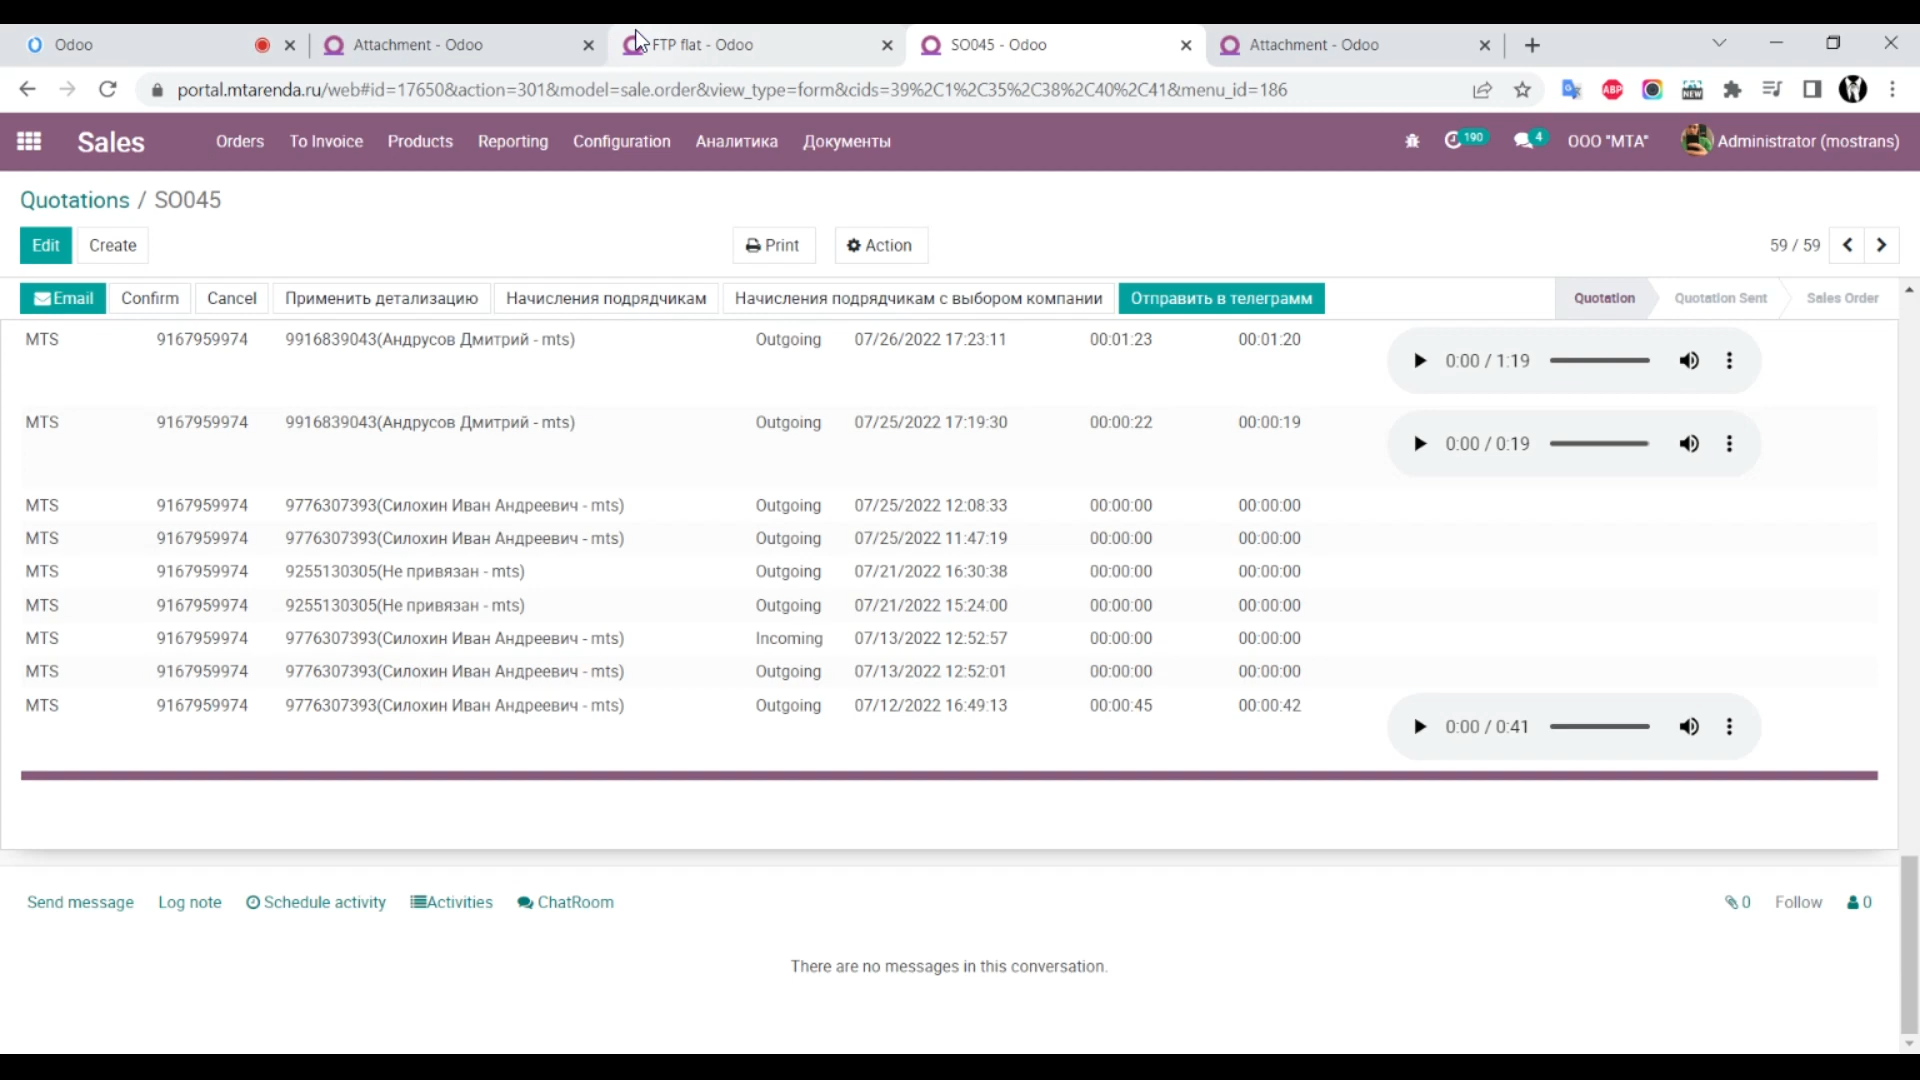 Odoo Attachment - Odoo FTP flat - Odoo SO045 - Odoo Attachment - Odoo
portal.mtarenda.ru/web#id=17650&action=301&model=sale.order&view_type=form&cids=39%2C1%2C35%2C38%2C40%2C41&menu_id=186 ABP NEW
Sales Orders To Invoice Products Reporting Configuration Аналитика Документы 190 4 ООО "МТА" Administrator (mostrans)
Quotations / SO045
Edit Create Print Action 59 / 59
Email Confirm Cancel Применить детализацию Начисления подрядчикам Начисления подрядчикам с выбором компании Отправить в телеграмм Quotation Quotation Sent Sales Order
MTS 9167959974 9916839043(Андрусов Дмитрий - mts) Outgoing 07/26/2022 17:23:11 00:01:23 00:01:20
0:00 / 1:19
MTS 9167959974 9916839043(Андрусов Дмитрий - mts) Outgoing 07/25/2022 17:19:30 00:00:22 00:00:19
0:00 / 0:19
MTS 9167959974 9776307393(Силохин Иван Андреевич - mts) Outgoing 07/25/2022 12:08:33 00:00:00 00:00:00
MTS 9167959974 9776307393(Силохин Иван Андреевич - mts) Outgoing 07/25/2022 11:47:19 00:00:00 00:00:00
MTS 9167959974 9255130305(Не привязан - mts) Outgoing 07/21/2022 16:30:38 00:00:00 00:00:00
MTS 9167959974 9255130305(Не привязан - mts) Outgoing 07/21/2022 15:24:00 00:00:00 00:00:00
MTS 9167959974 9776307393(Силохин Иван Андреевич - mts) Incoming 07/13/2022 12:52:57 00:00:00 00:00:00
MTS 9167959974 9776307393(Силохин Иван Андреевич - mts) Outgoing 07/13/2022 12:52:01 00:00:00 00:00:00
MTS 9167959974 9776307393(Силохин Иван Андреевич - mts) Outgoing 07/12/2022 16:49:13 00:00:45 00:00:42
0:00 / 0:41
Send message Log note Schedule activity Activities ChatRoom 0 Follow 0
There are no messages in this conversation.